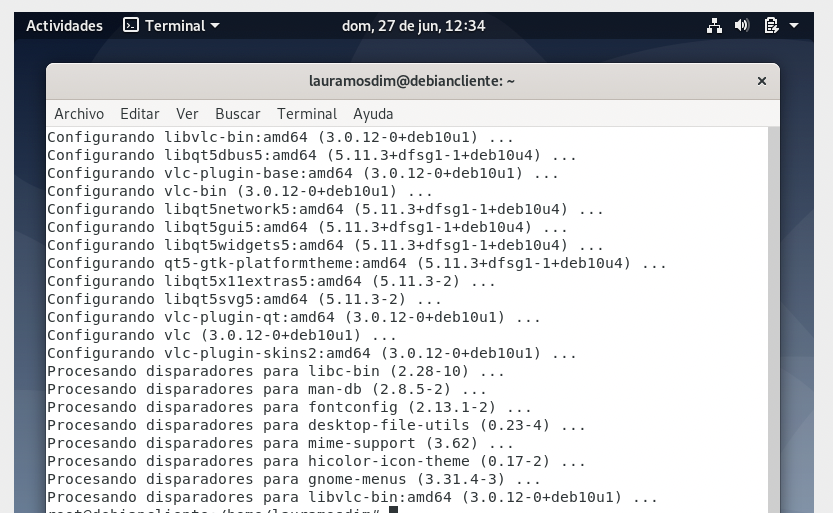 Actividades Terminal dom, 27 de jun, 12:34
lauramosdim@debiancliente: ~
Archivo Editar Ver Buscar Terminal Ayuda
Configurando libvlc-bin:amd64 (3.0.12-0+deb10u1) ...
Configurando libqt5dbus5:amd64 (5.11.3+dfsg1-1+deb10u4) ...
Configurando vlc-plugin-base:amd64 (3.0.12-0+deb10u1) ...
Configurando vlc-bin (3.0.12-0+deb10u1) ...
Configurando libqt5network5:amd64 (5.11.3+dfsg1-1+deb10u4) ...
Configurando libqt5gui5:amd64 (5.11.3+dfsg1-1+deb10u4) ...
Configurando libqt5widgets5:amd64 (5.11.3+dfsg1-1+deb10u4) ...
Configurando qt5-gtk-platformtheme:amd64 (5.11.3+dfsg1-1+deb10u4) ...
Configurando libqt5x11extras5:amd64 (5.11.3-2) ...
Configurando libqt5svg5:amd64 (5.11.3-2) ...
Configurando vlc-plugin-qt:amd64 (3.0.12-0+deb10u1) ...
Configurando vlc (3.0.12-0+deb10u1) ...
Configurando vlc-plugin-skins2:amd64 (3.0.12-0+deb10u1) ...
Procesando disparadores para libc-bin (2.28-10) ...
Procesando disparadores para man-db (2.8.5-2) ...
Procesando disparadores para fontconfig (2.13.1-2) ...
Procesando disparadores para desktop-file-utils (0.23-4) ...
Procesando disparadores para mime-support (3.62) ...
Procesando disparadores para hicolor-icon-theme (0.17-2) ...
Procesando disparadores para gnome-menus (3.31.4-3) ...
Procesando disparadores para libvlc-bin:amd64 (3.0.12-0+deb10u1) ...
root@debiancliente:/home/lauramosdim#